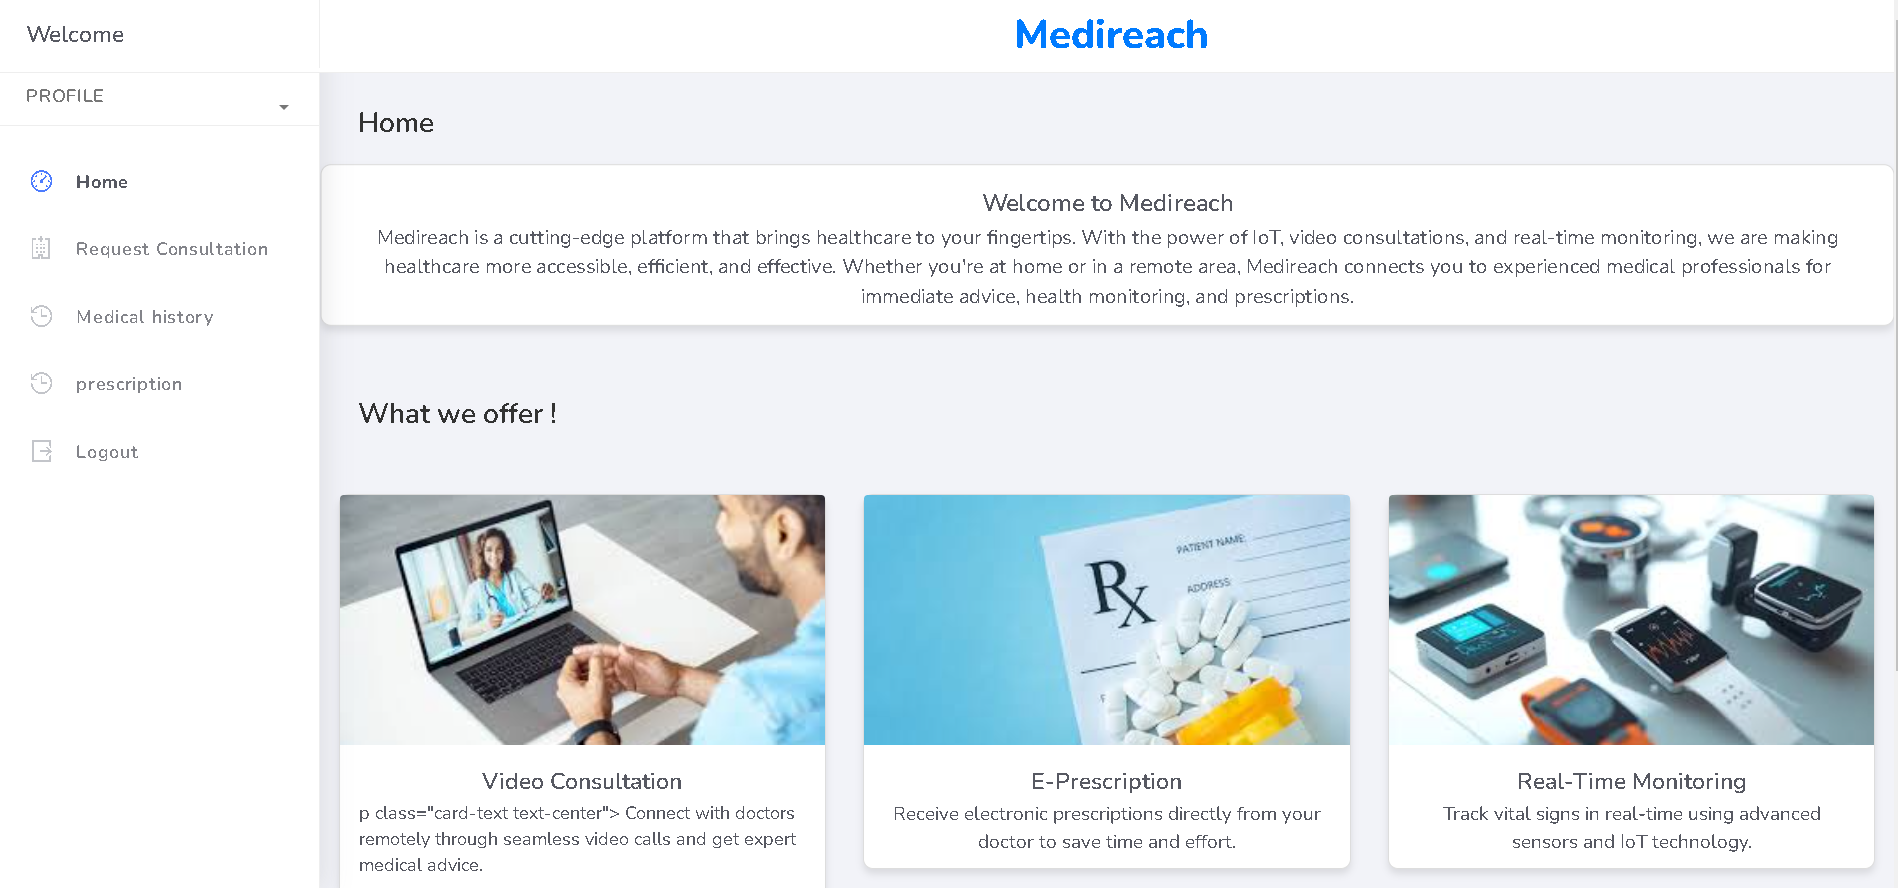 Welcome
Medireach
PROFILE
Home
Request Consultation
Medical history
prescription
Logout
Home
Welcome to Medireach
Medireach is a cutting-edge platform that brings healthcare to your fingertips. With the power of IoT, video consultations, and real-time monitoring, we are making
healthcare more accessible, efficient, and effective. Whether you're at home or in a remote area, Medireach connects you to experienced medical professionals for
immediate advice, health monitoring, and prescriptions.
What we offer !
Rx
PATIENT NAME:
ADDRESS:
Video Consultation
p class="card-text text-center"> Connect with doctors
remotely through seamless video calls and get expert
medical advice.
E-Prescription
Receive electronic prescriptions directly from your
doctor to save time and effort.
Real-Time Monitoring
Track vital signs in real-time using advanced
sensors and IoT technology.